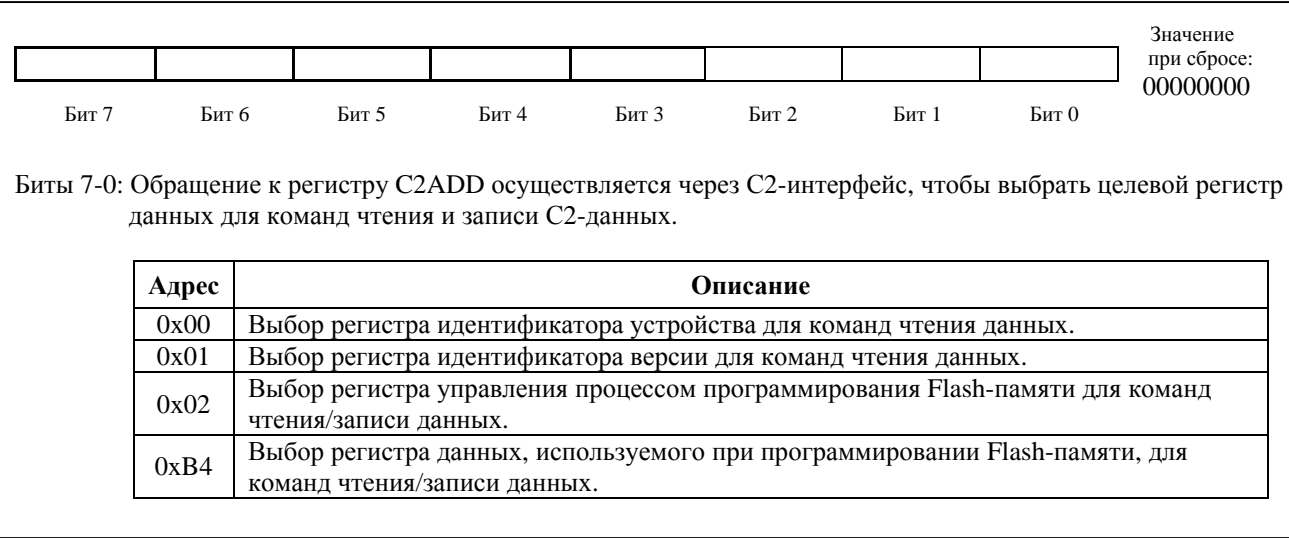 Значение
при сбросе:
00000000
Бит 7 Бит 6 Бит 5 Бит 4 Бит 3 Бит 2 Бит 1 Бит 0
Биты 7-0: Обращение к регистру C2ADD осуществляется через C2-интерфейс, чтобы выбрать целевой регистр
данных для команд чтения и записи C2-данных.
Адрес Описание
0x00 Выбор регистра идентификатора устройства для команд чтения данных.
0x01 Выбор регистра идентификатора версии для команд чтения данных.
0x02 Выбор регистра управления процессом программирования Flash-памяти для команд
чтения/записи данных.
0xB4 Выбор регистра данных, используемого при программировании Flash-памяти, для
команд чтения/записи данных.